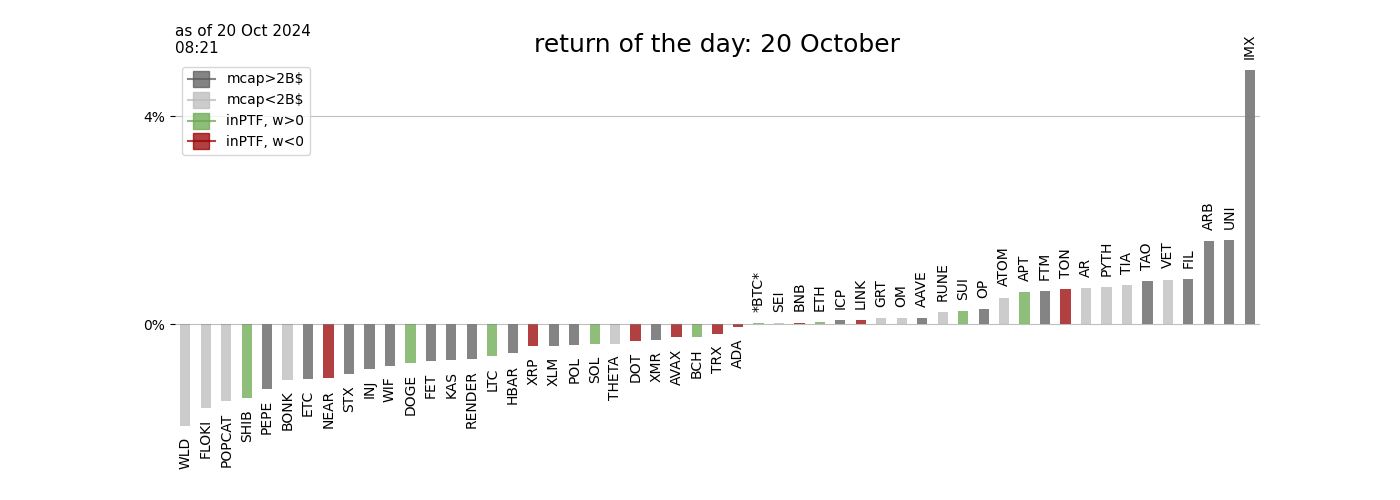 as of 20 Oct 2024
08:21
return of the day: 20 October
mcap>2B$
mcap<2B$
inPTF, w>0
inPTF, w<0
4%
0%
WLD
FLOKI
POPCAT
SHIB
PEPE
BONK
ETC
NEAR
STX
INJ
WIF
DOGE
FET
KAS
RENDER
LTC
HBAR
XRP
XLM
POL
SOL
THETA
DOT
XMR
AVAX
BCH
TRX
ADA
*BTC*
SEI
BNB
ETH
ICP
LINK
GRT
OM
AAVE
RUNE
SUI
OP
ATOM
APT
FTM
TON
AR
PYTH
TIA
TAO
VET
FIL
ARB
UNI
IMX